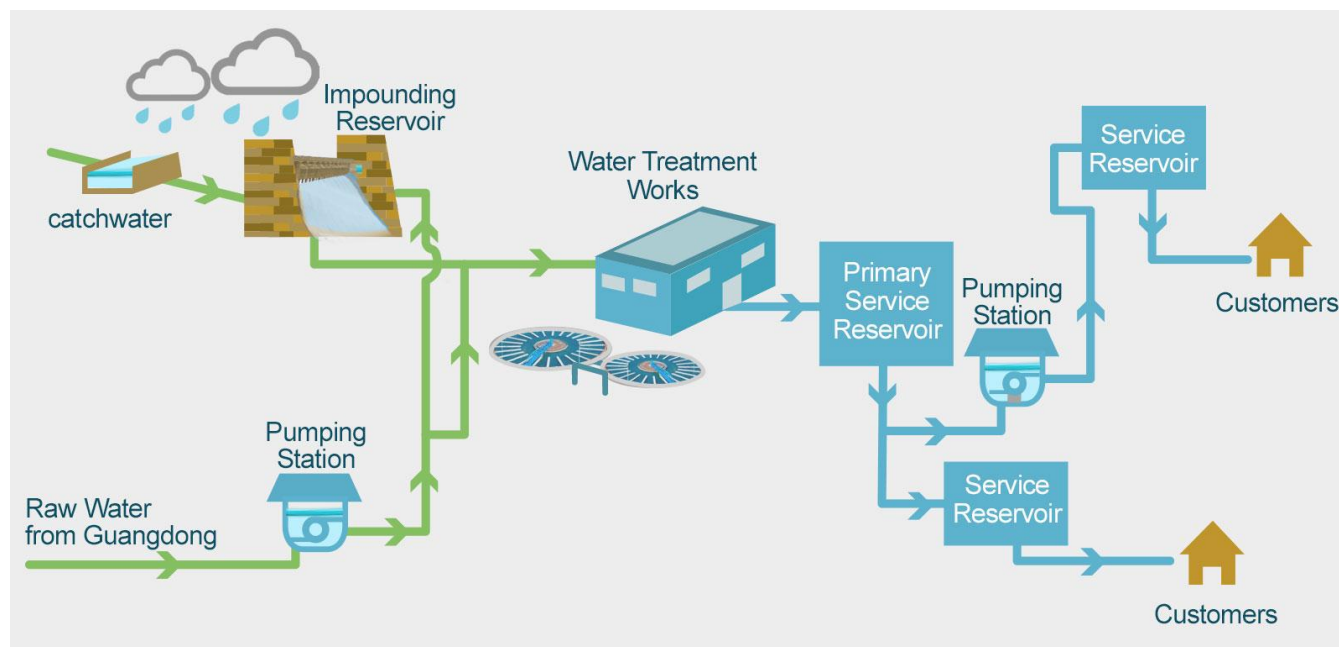 Impounding
Reservoir
catchwater
Water Treatment
Works
Service
Reservoir
Customers
Primary
Service
Reservoir
Pumping
Station
Pumping
Station
Raw Water
from Guangdong
Service
Reservoir
Customers